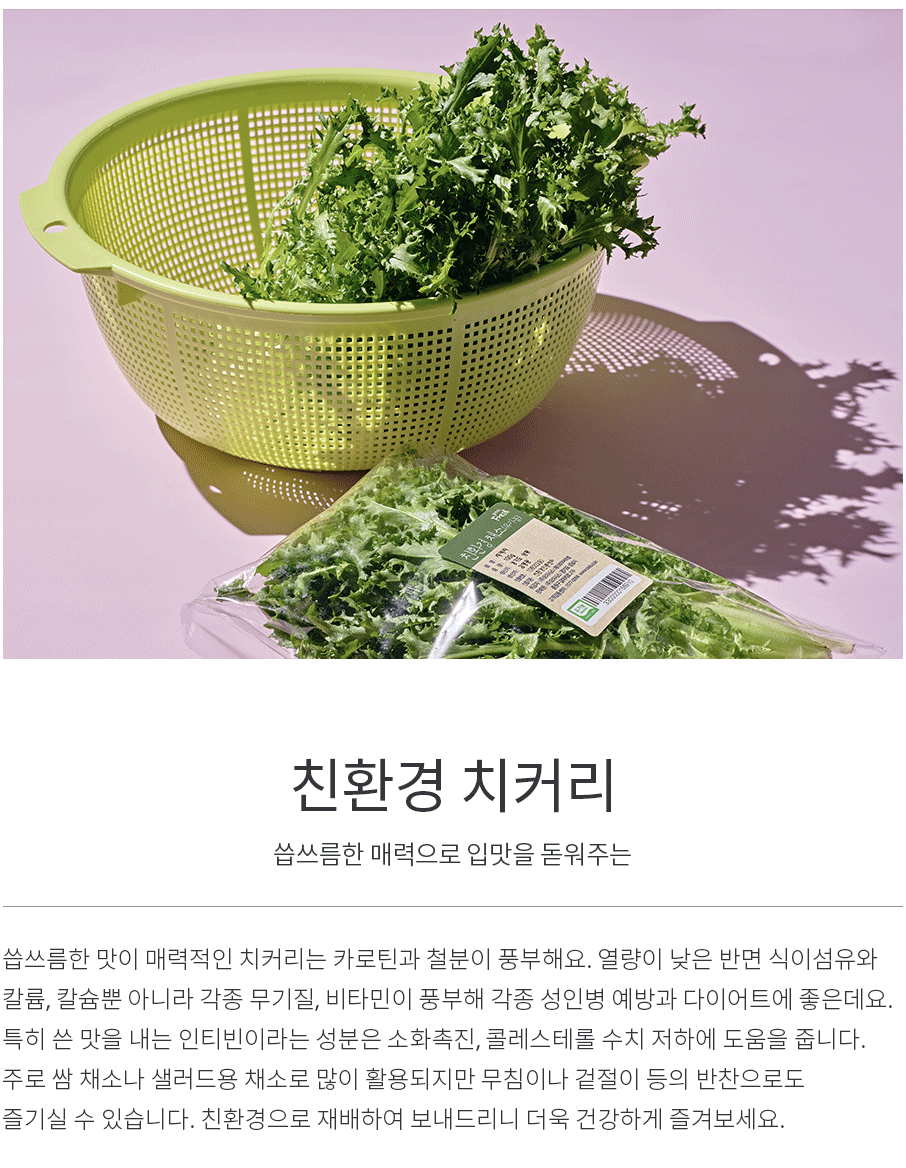 친환경 채소
친환경 치커리
씁쓰름한 매력으로 입맛을 돋워주는
씁쓰름한 맛이 매력적인 치커리는 카로틴과 철분이 풍부해요. 열량이 낮은 반면 식이섬유와
칼륨, 칼슘뿐 아니라 각종 무기질, 비타민이 풍부해 각종 성인병 예방과 다이어트에 좋은데요.
특히 쓴 맛을 내는 인티빈이라는 성분은 소화촉진, 콜레스테롤 수치 저하에 도움을 줍니다.
주로 쌈 채소나 샐러드용 채소로 많이 활용되지만 무침이나 겉절이 등의 반찬으로도
즐기실 수 있습니다. 친환경으로 재배하여 보내드리니 더욱 건강하게 즐겨보세요.